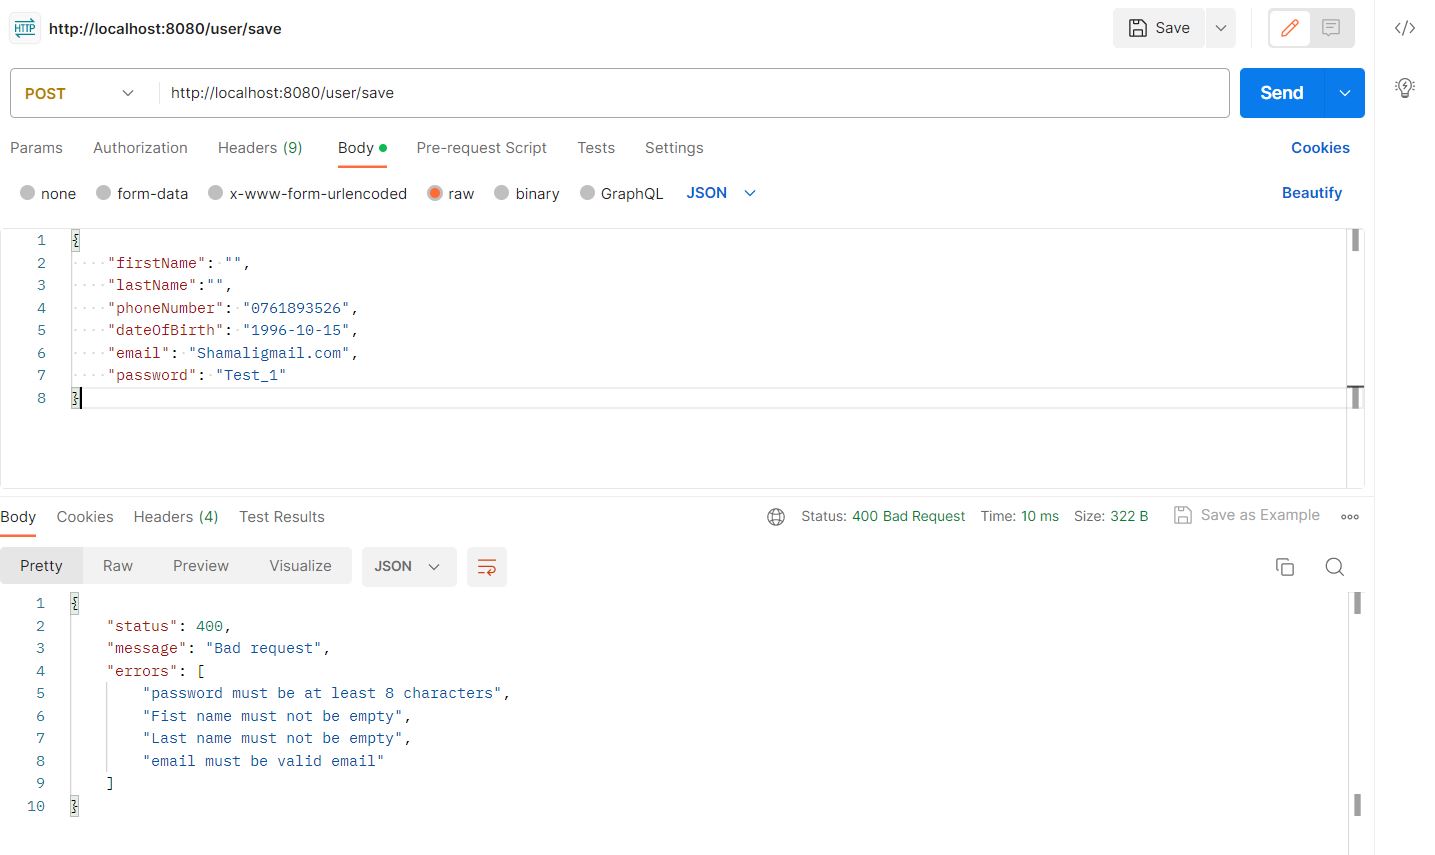 HTTP http://localhost:8080/user/save Save
POST http://localhost:8080/user/save Send
Params Authorization Headers (9) Body Pre-request Script Tests Settings Cookies
none form-data x-www-form-urlencoded raw binary GraphQL JSON Beautify
1 {
2 "firstName": "",
3 "lastName":"",
4 "phoneNumber": "0761893526",
5 "dateOfBirth": "1996-10-15",
6 "email": "Shamaligmail.com",
7 "password": "Test_1"
8 }
Body Cookies Headers (4) Test Results Status: 400 Bad Request Time: 10 ms Size: 322 B Save as Example
Pretty Raw Preview Visualize JSON
1 {
2 "status": 400,
3 "message": "Bad request",
4 "errors": [
5 "password must be at least 8 characters",
6 "Fist name must not be empty",
7 "Last name must not be empty",
8 "email must be valid email"
9 ]
10 }